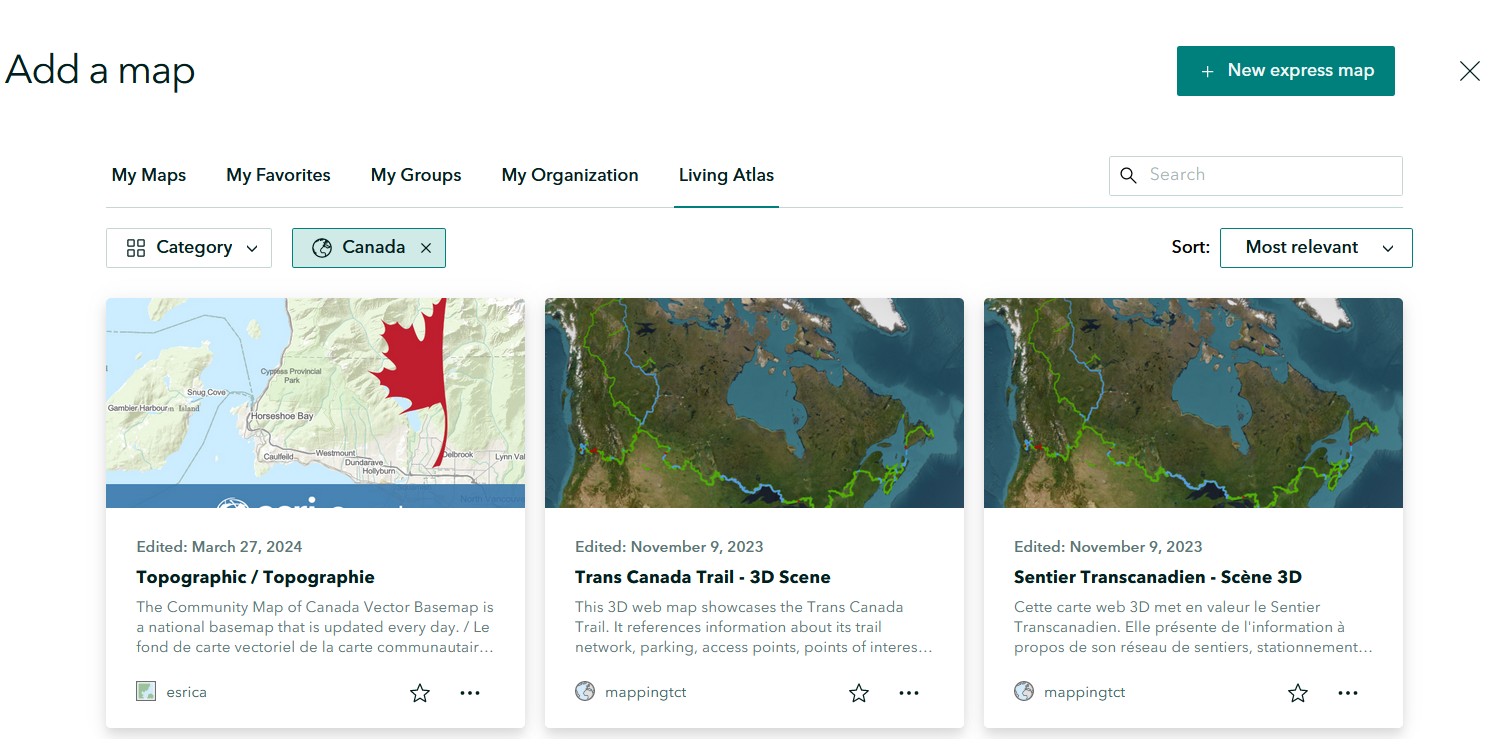 Add a map
+ New express map
My Maps My Favorites My Groups My Organization Living Atlas
Search
Category
Canada
Sort: Most relevant
Cypress Provincial
Park
Snug Cove
Gambier Harbour
Island
Horseshoe Bay
Caulfeild
Westmount
Dundarave
Hollyburn
Lynn Val
Edited: March 27, 2024
Topographic / Topographie
The Community Map of Canada Vector Basemap is
a national basemap that is updated every day. / Le
fond de carte vectoriel de la carte communautair...
esrica
Edited: November 9, 2023
Trans Canada Trail - 3D Scene
This 3D web map showcases the Trans Canada
Trail. It references information about its trail
network, parking, access points, points of interes...
mappingtct
Edited: November 9, 2023
Sentier Transcanadien - Scène 3D
Cette carte web 3D met en valeur le Sentier
Transcanadien. Elle présente de l'information à
propos de son réseau de sentiers, stationnement...
mappingtct